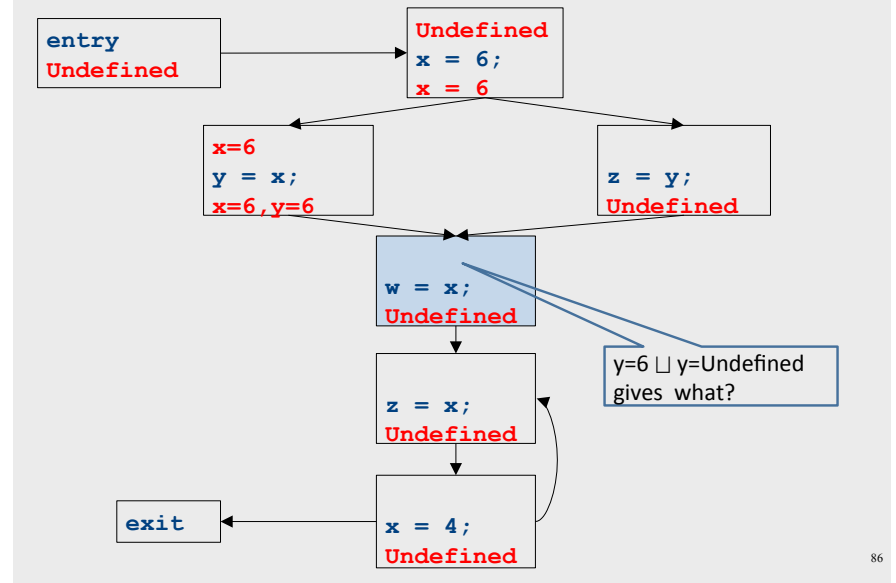 entry
Undefined
Undefined
x = 6;
x = 6
x=6
y = x;
x=6,y=6
z = y;
Undefined
w = x;
Undefined
y=6 ⊔ y=Undefined
gives what?
z = x;
Undefined
exit
x = 4;
Undefined
86